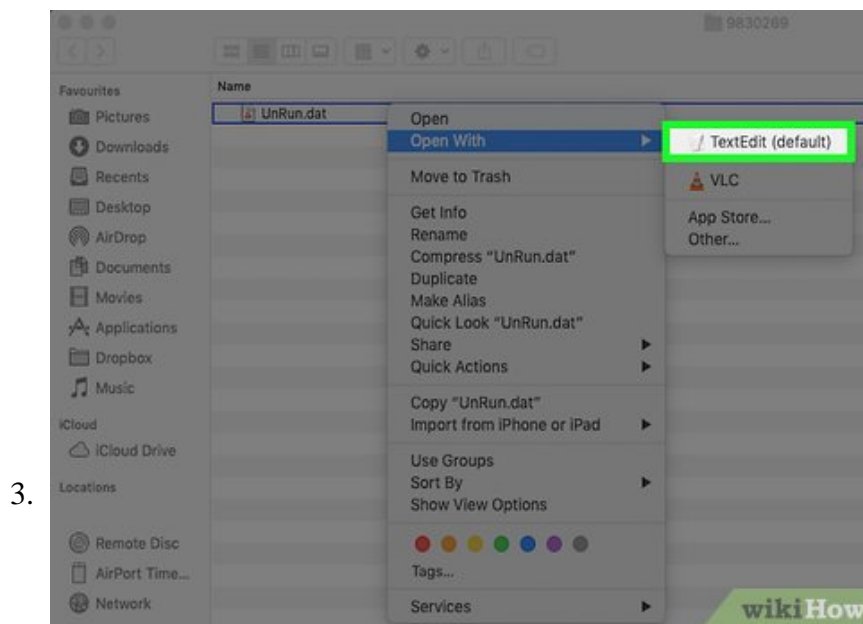 9830269
Favourites
Pictures
Downloads
Recents
Desktop
AirDrop
Documents
Movies
Applications
Dropbox
Music
iCloud
iCloud Drive
Locations
Remote Disc
AirPort Time...
Network
Name
UnRun.dat
Open
Open With
Move to Trash
Get Info
Rename
Compress "UnRun.dat"
Duplicate
Make Alias
Quick Look "UnRun.dat"
Share
Quick Actions
Copy "UnRun.dat"
Import from iPhone or iPad
Use Groups
Sort By
Show View Options
Tags...
Services
TextEdit (default)
VLC
App Store...
Other...
3.
wikiHow